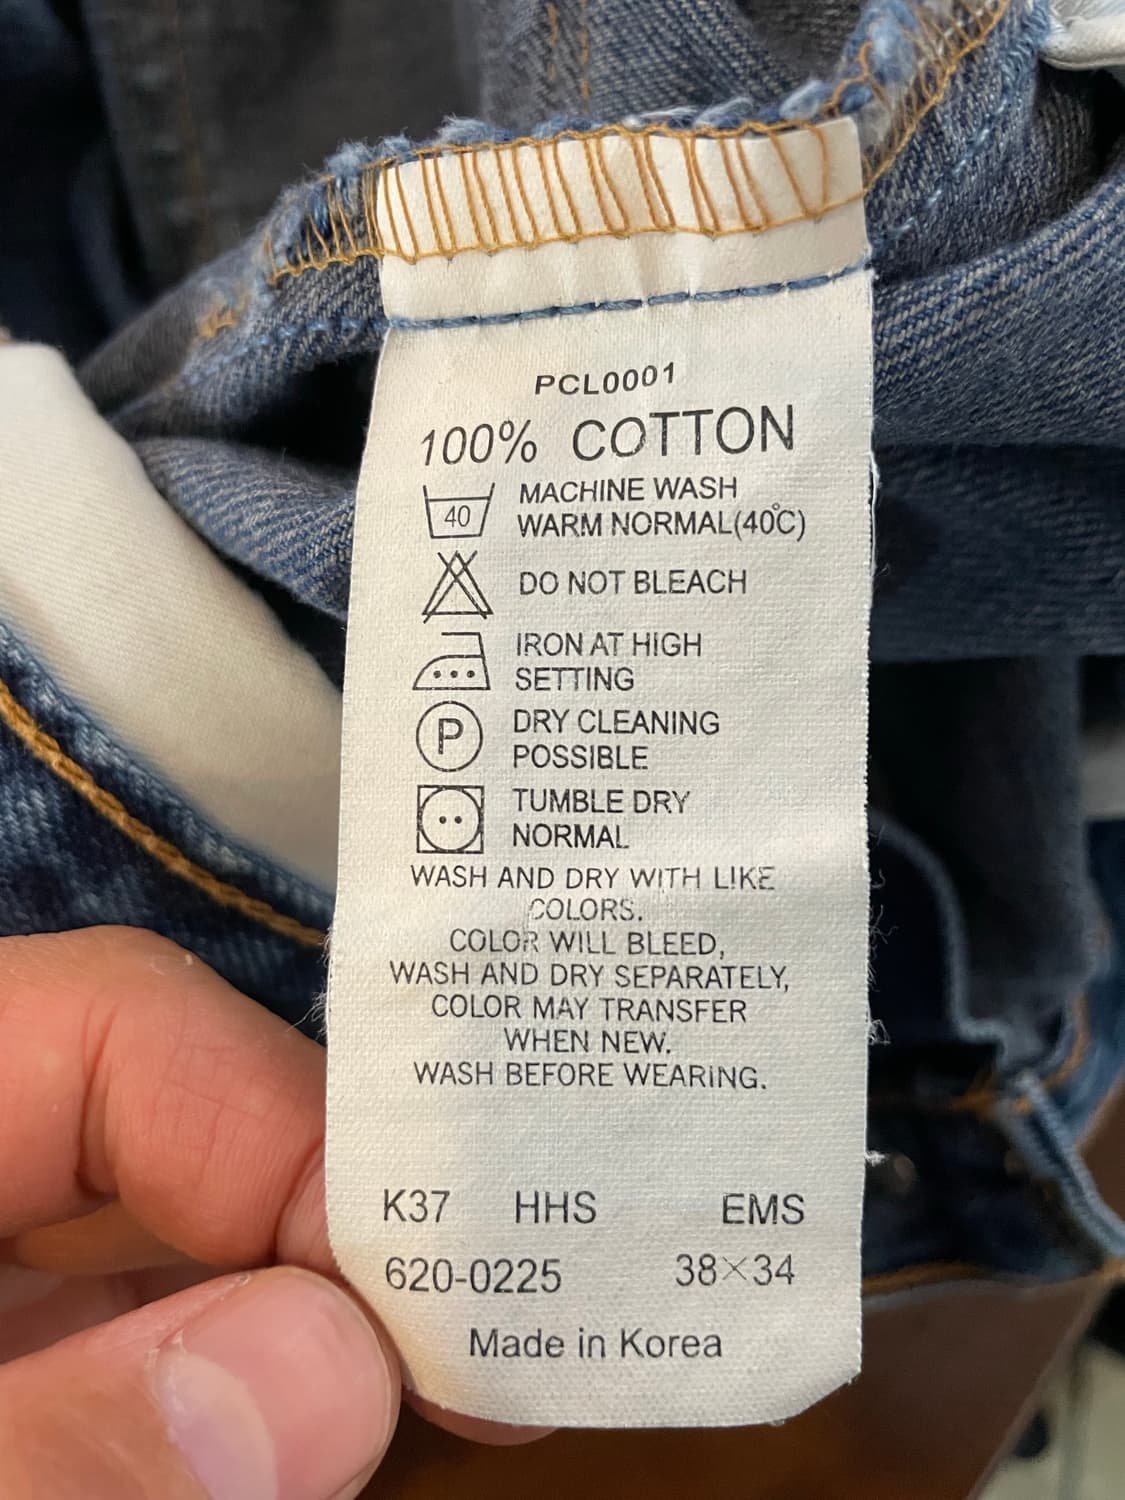 PCL0001
100% COTTON
40 MACHINE WASH
WARM NORMAL(40℃)
DO NOT BLEACH
IRON AT HIGH
SETTING
P DRY CLEANING
POSSIBLE
TUMBLE DRY
NORMAL
WASH AND DRY WITH LIKE
COLORS.
COLOR WILL BLEED,
WASH AND DRY SEPARATELY,
COLOR MAY TRANSFER
WHEN NEW.
WASH BEFORE WEARING.
K37 HHS EMS
620-0225 38×34
Made in Korea